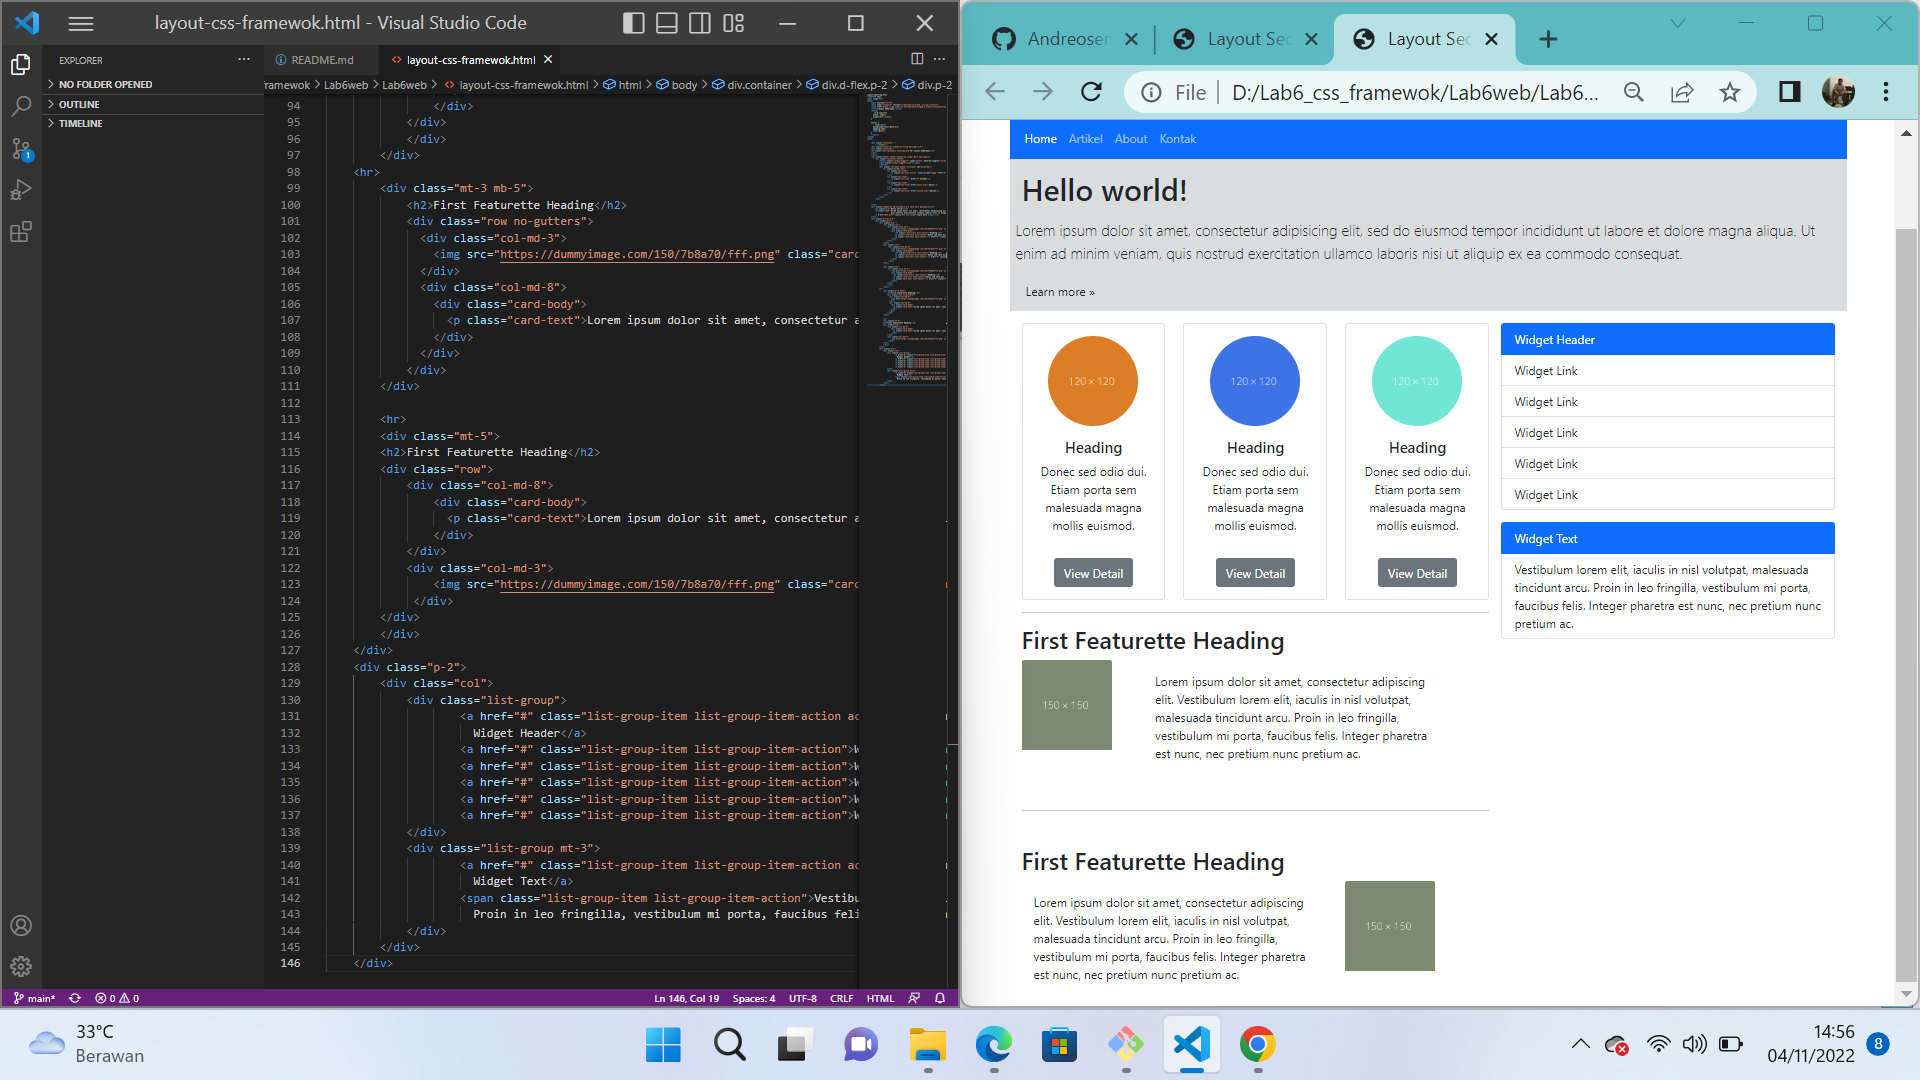 layout-css-framewok.html - Visual Studio Code
EXPLORER
NO FOLDER OPENED
OUTLINE
TIMELINE
1
README.md
layout-css-framewok.html
ramewok > Lab6web > Lab6web > layout-css-framewok.html > html > body > div.container > div.d-flex.p-2 > div.p-2
94 </div>
95 </div>
96 </div>
97 </div>
98 <hr>
99 <div class="mt-3 mb-5">
100 <h2>First Featurette Heading</h2>
101 <div class="row no-gutters">
102 <div class="col-md-3">
103 <img src="https://dummyimage.com/150/7b8a70/fff.png" class="card
104 </div>
105 <div class="col-md-8">
106 <div class="card-body">
107 <p class="card-text">Lorem ipsum dolor sit amet, consectetur a
108 </div>
109 </div>
110 </div>
111 </div>
112
113 <hr>
114 <div class="mt-5">
115 <h2>First Featurette Heading</h2>
116 <div class="row">
117 <div class="col-md-8">
118 <div class="card-body">
119 <p class="card-text">Lorem ipsum dolor sit amet, consectetur a
120 </div>
121 </div>
122 <div class="col-md-3">
123 <img src="https://dummyimage.com/150/7b8a70/fff.png" class="card
124 </div>
125 </div>
126 </div>
127 </div>
128 <div class="p-2">
129 <div class="col">
130 <div class="list-group">
131 <a href="#" class="list-group-item list-group-item-action ac
132 Widget Header</a>
133 <a href="#" class="list-group-item list-group-item-action">W
134 <a href="#" class="list-group-item list-group-item-action">W
135 <a href="#" class="list-group-item list-group-item-action">W
136 <a href="#" class="list-group-item list-group-item-action">W
137 <a href="#" class="list-group-item list-group-item-action">W
138 </div>
139 <div class="list-group mt-3">
140 <a href="#" class="list-group-item list-group-item-action ac
141 Widget Text</a>
142 <span class="list-group-item list-group-item-action">Vestibu
143 Proin in leo fringilla, vestibulum mi porta, faucibus feli
144 </div>
145 </div>
146 </div>
main* 0 0 Ln 146, Col 19 Spaces: 4 UTF-8 CRLF HTML
Andreoser
Layout Sec
Layout Sec
File D:/Lab6_css_framewok/Lab6web/Lab6...
Home Artikel About Kontak
Hello world!
Lorem ipsum dolor sit amet, consectetur adipisicing elit, sed do eiusmod tempor incididunt ut labore et dolore magna aliqua. Ut
enim ad minim veniam, quis nostrud exercitation ullamco laboris nisi ut aliquip ex ea commodo consequat.
Learn more »
120 × 120
Heading
Donec sed odio dui.
Etiam porta sem
malesuada magna
mollis euismod.
View Detail
120 × 120
Heading
Donec sed odio dui.
Etiam porta sem
malesuada magna
mollis euismod.
View Detail
120 × 120
Heading
Donec sed odio dui.
Etiam porta sem
malesuada magna
mollis euismod.
View Detail
Widget Header
Widget Link
Widget Link
Widget Link
Widget Link
Widget Link
Widget Text
Vestibulum lorem elit, iaculis in nisl volutpat, malesuada
tincidunt arcu. Proin in leo fringilla, vestibulum mi porta,
faucibus felis. Integer pharetra est nunc, nec pretium nunc
pretium ac.
First Featurette Heading
150 × 150
Lorem ipsum dolor sit amet, consectetur adipiscing
elit. Vestibulum lorem elit, iaculis in nisl volutpat,
malesuada tincidunt arcu. Proin in leo fringilla,
vestibulum mi porta, faucibus felis. Integer pharetra
est nunc, nec pretium nunc pretium ac.
First Featurette Heading
Lorem ipsum dolor sit amet, consectetur adipiscing
elit. Vestibulum lorem elit, iaculis in nisl volutpat,
malesuada tincidunt arcu. Proin in leo fringilla,
vestibulum mi porta, faucibus felis. Integer pharetra
est nunc, nec pretium nunc pretium ac.
150 × 150
33°C
Berawan
14:56
04/11/2022
8